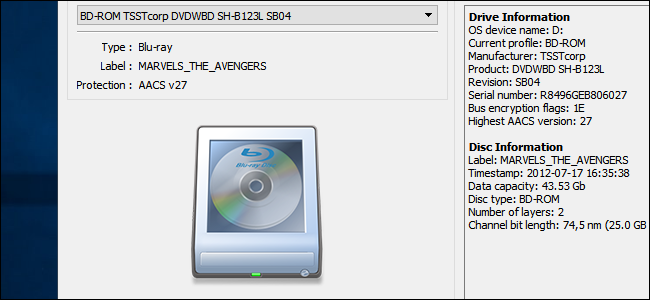 BD-ROM TSSTcorp DVDWBD SH-B123L SB04
Type : Blu-ray
Label : MARVELS_THE_AVENGERS
Protection : AACS v27
Blu-ray Disc
Drive Information
OS device name: D:
Current profile: BD-ROM
Manufacturer: TSSTcorp
Product: DVDWBD SH-B123L
Revision: SB04
Serial number: R8496GEB806027
Bus encryption flags: 1E
Highest AACS version: 27
Disc Information
Label: MARVELS_THE_AVENGERS
Timestamp: 2012-07-17 16:35:38
Data capacity: 43.53 Gb
Disc type: BD-ROM
Number of layers: 2
Channel bit length: 74,5 nm (25.0 GB